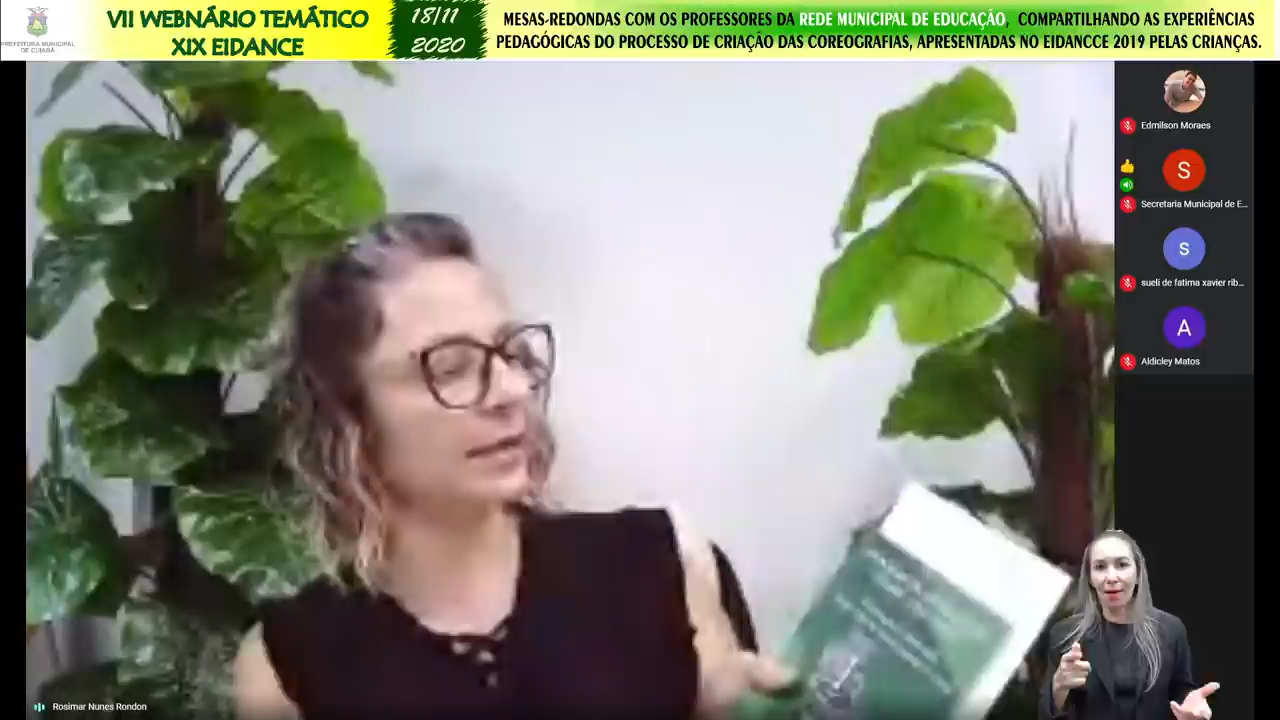 PREFEITURA MUNICIPAL
DE CUIABÁ
VII WEBNÁRIO TEMÁTICO
XIX EIDANCE
18/11
2020
MESAS-REDONDAS COM OS PROFESSORES DA REDE MUNICIPAL DE EDUCAÇÃO, COMPARTILHANDO AS EXPERIÊNCIAS
PEDAGÓGICAS DO PROCESSO DE CRIAÇÃO DAS COREOGRAFIAS, APRESENTADAS NO EIDANCCE 2019 PELAS CRIANÇAS.
Edmilson Moraes
S
Secretaria Municipal de E...
s
sueli de fatima xavier rib...
A
Aldicley Matos
Rosimar Nunes Rondon